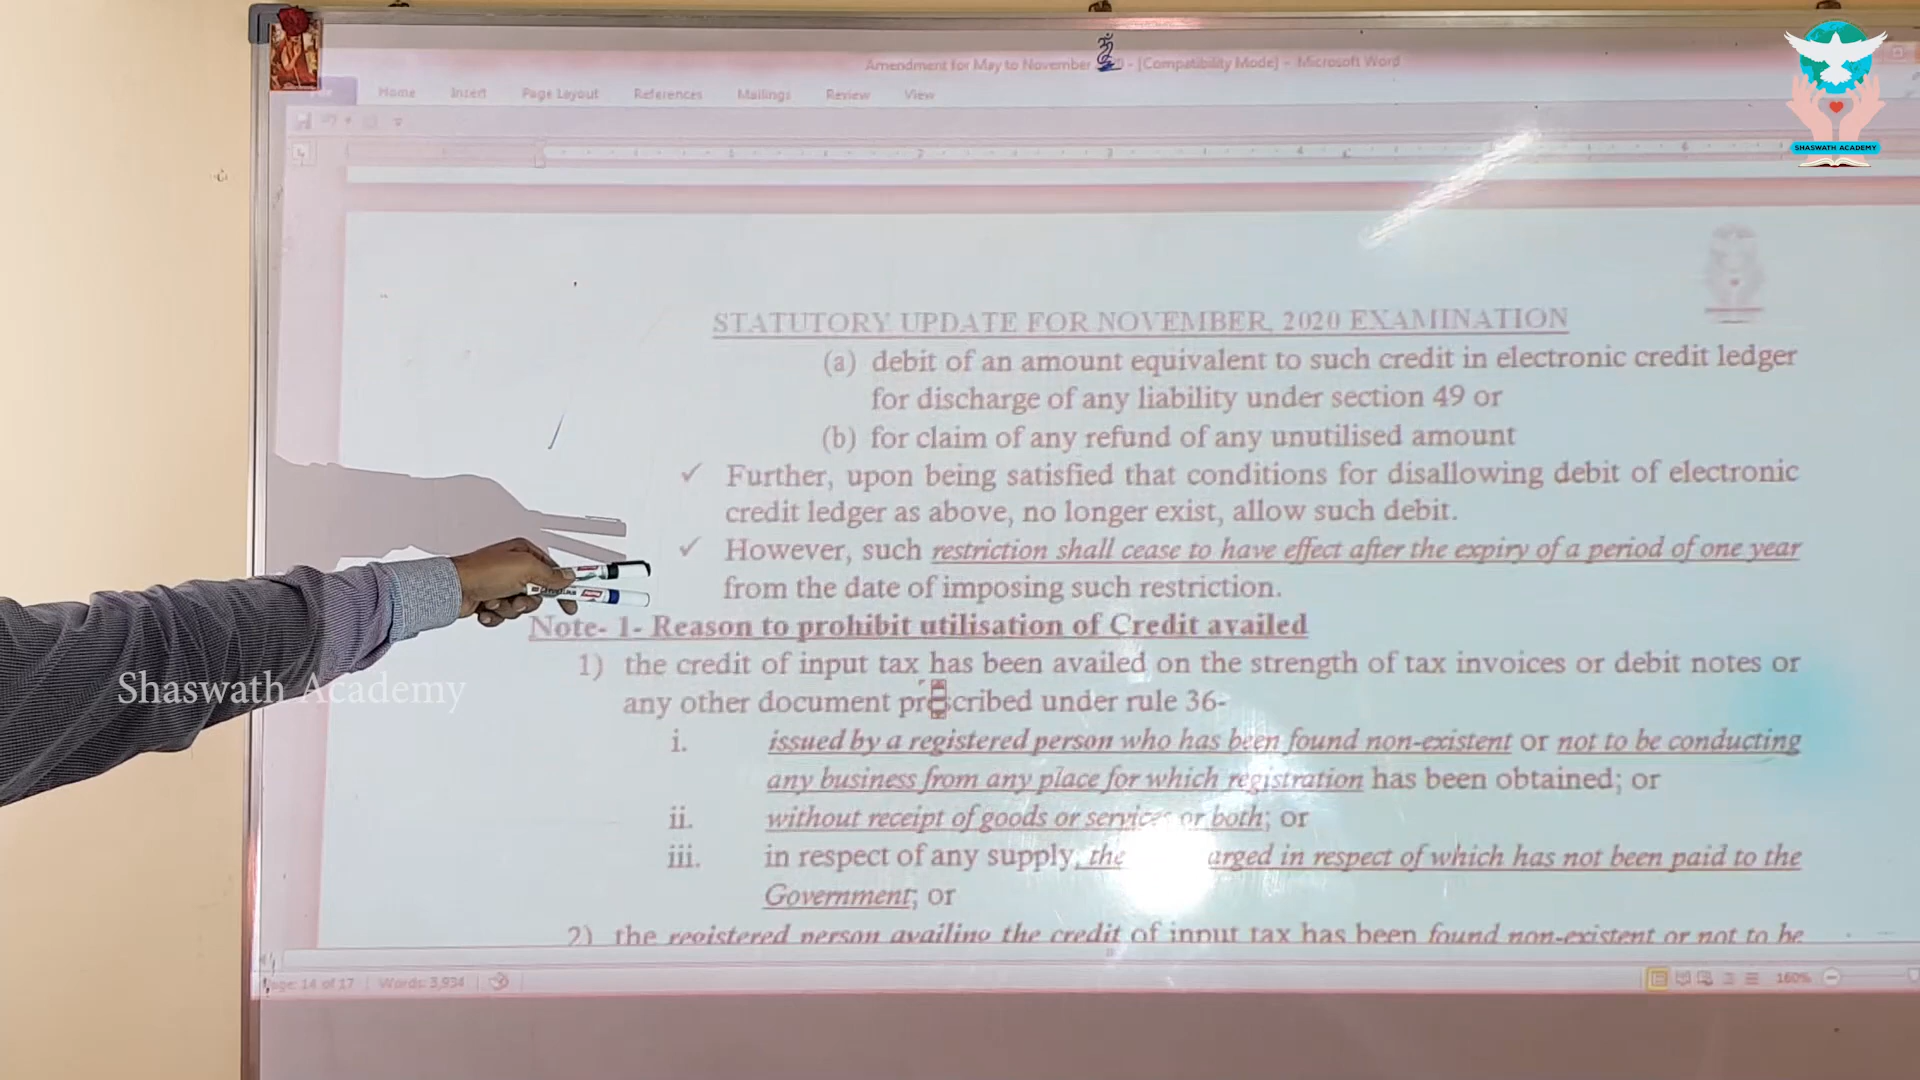 SHASWATH ACADEMY
Amendment for May to November - [Compatibility Mode] - Microsoft Word
Home Insert Page Layout References Mailings Review View
STATUTORY UPDATE FOR NOVEMBER, 2020 EXAMINATION
(a) debit of an amount equivalent to such credit in electronic credit ledger
for discharge of any liability under section 49 or
(b) for claim of any refund of any unutilised amount
✓ Further, upon being satisfied that conditions for disallowing debit of electronic
credit ledger as above, no longer exist, allow such debit.
✓ However, such restriction shall cease to have effect after the expiry of a period of one year
from the date of imposing such restriction.
Note- 1- Reason to prohibit utilisation of Credit availed
1) the credit of input tax has been availed on the strength of tax invoices or debit notes or
any other document prescribed under rule 36-
i. issued by a registered person who has been found non-existent or not to be conducting
any business from any place for which registration has been obtained; or
ii. without receipt of goods or services or both; or
iii. in respect of any supply, the arged in respect of which has not been paid to the
Government; or
2) the registered person availing the credit of input tax has been found non-existent or not to be
Page: 14 of 17 Words: 3,934 160%
Shaswath Academy